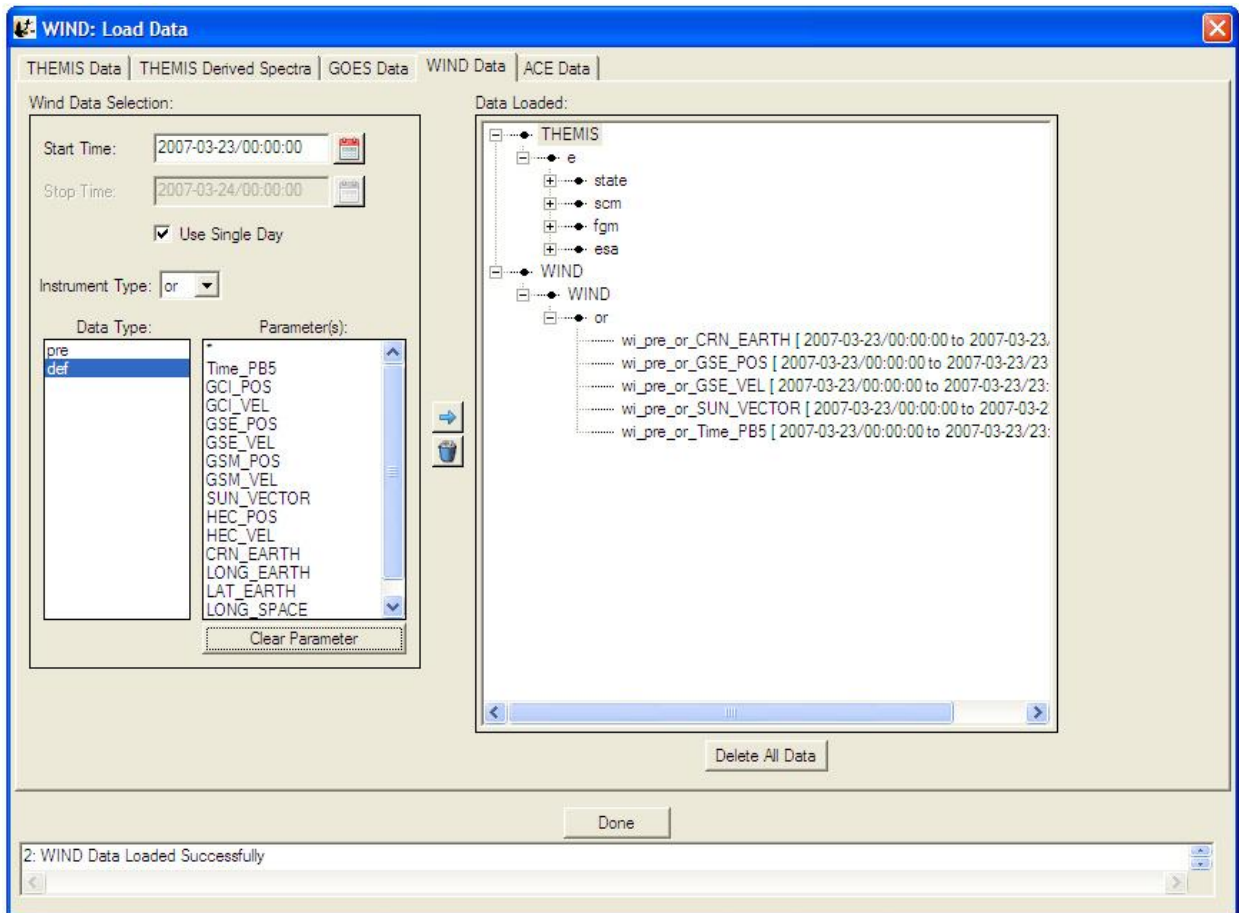 WIND: Load Data
THEMIS Data THEMIS Derived Spectra GOES Data WIND Data ACE Data
Wind Data Selection:
Start Time: 2007-03-23/00:00:00
Stop Time: 2007-03-24/00:00:00
Use Single Day
Instrument Type: or
Data Type:
pre
def
Parameter(s):
*
Time_PB5
GCI_POS
GCI_VEL
GSE_POS
GSE_VEL
GSM_POS
GSM_VEL
SUN_VECTOR
HEC_POS
HEC_VEL
CRN_EARTH
LONG_EARTH
LAT_EARTH
LONG_SPACE
Clear Parameter
Data Loaded:
THEMIS
e
state
scm
fgm
esa
WIND
WIND
or
wi_pre_or_CRN_EARTH [ 2007-03-23/00:00:00 to 2007-03-23/
wi_pre_or_GSE_POS [ 2007-03-23/00:00:00 to 2007-03-23/23
wi_pre_or_GSE_VEL [ 2007-03-23/00:00:00 to 2007-03-23/23:
wi_pre_or_SUN_VECTOR [ 2007-03-23/00:00:00 to 2007-03-2
wi_pre_or_Time_PB5 [ 2007-03-23/00:00:00 to 2007-03-23/23:
Delete All Data
Done
2: WIND Data Loaded Successfully